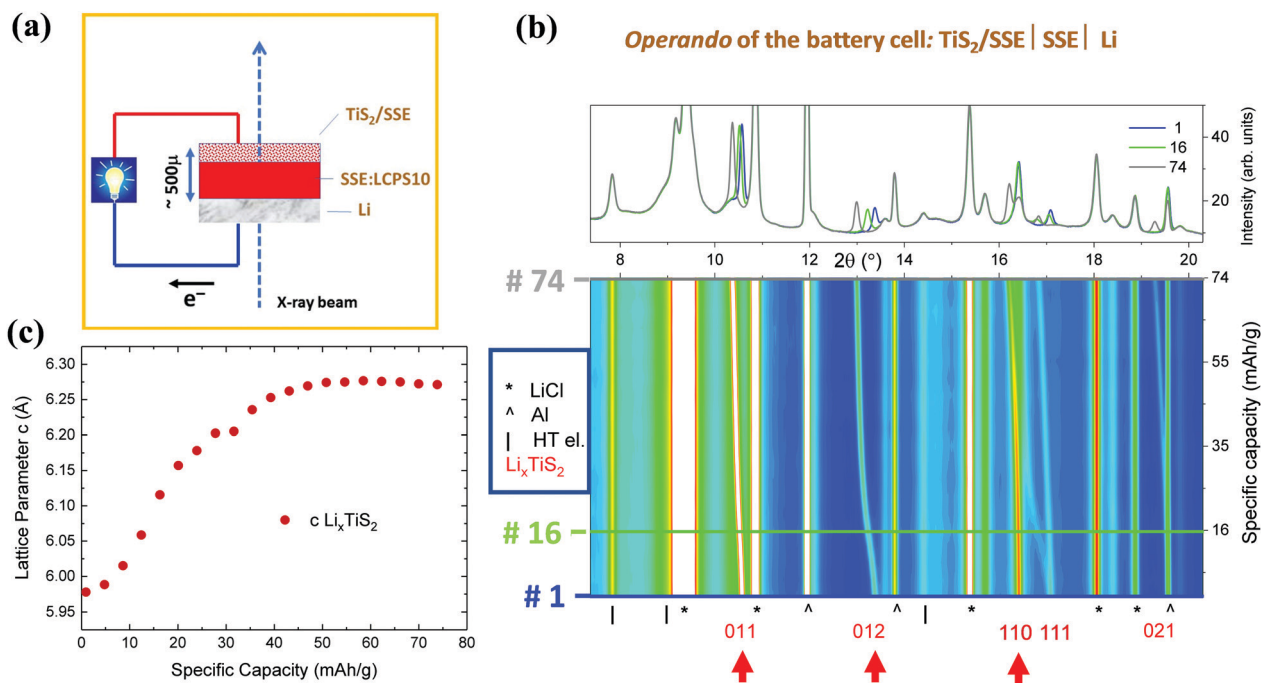 (a)
TiS₂/SSE
SSE:LCPS10
Li
~ 500μ
e⁻
X-ray beam
(b)
Operando of the battery cell: TiS₂/SSE | SSE | Li
1
16
74
40
20
Intensity (arb. units)
8 10 12 14 16 18 20
2θ (°)
# 74
# 16
# 1
74
55
35
16
Specific capacity (mAh/g)
* LiCl
^ Al
| HT el.
LiₓTiS₂
| | * * ^ ^ | * * * ^
011 012 110 111 021
(c)
6.30
6.25
6.20
6.15
6.10
6.05
6.00
5.95
Lattice Parameter c (Å)
c LiₓTiS₂
0 10 20 30 40 50 60 70 80
Specific Capacity (mAh/g)